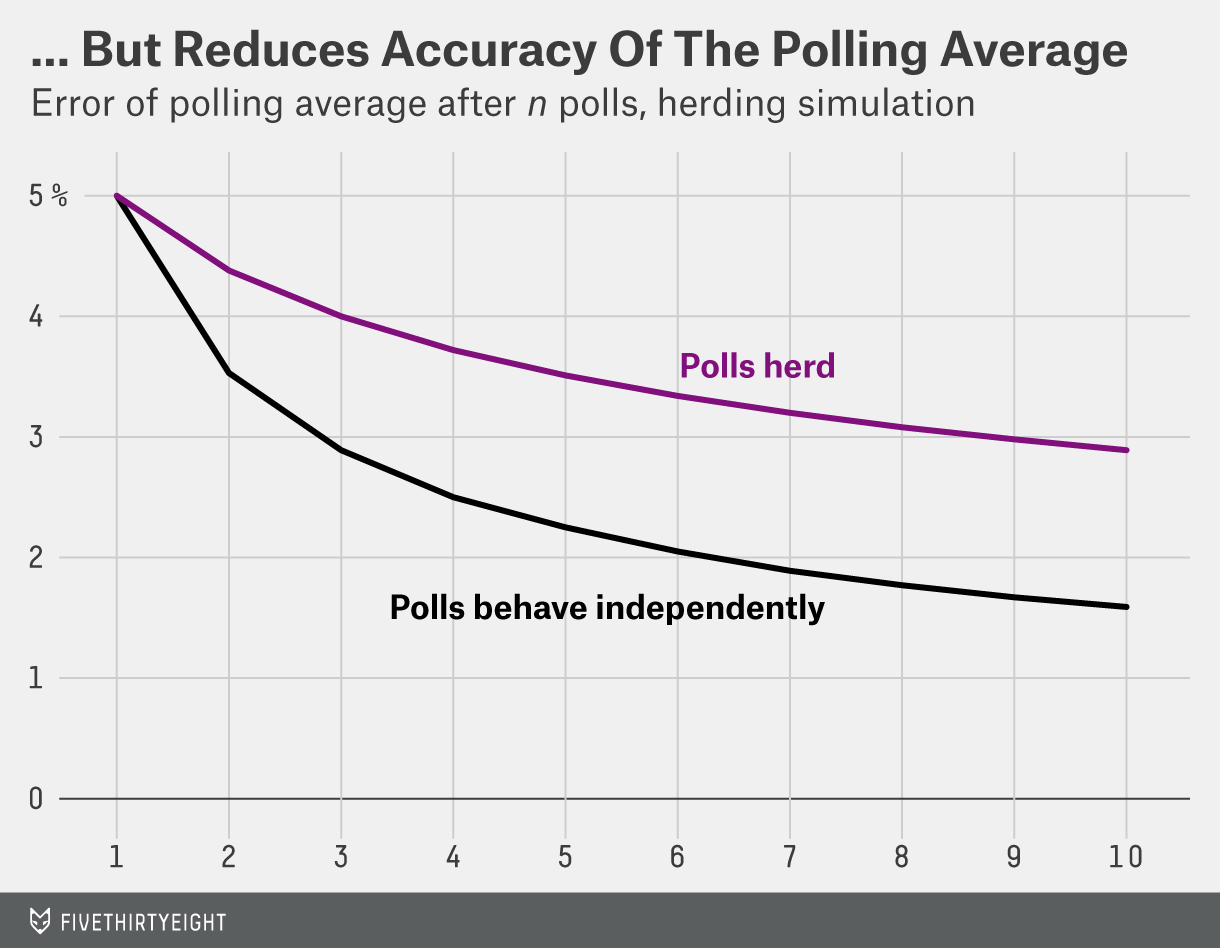 ... But Reduces Accuracy Of The Polling Average
Error of polling average after n polls, herding simulation
5 %
4
Polls herd
3
2
Polls behave independently
1
0
1 2 3 4 5 6 7 8 9 10
FIVETHIRTYEIGHT